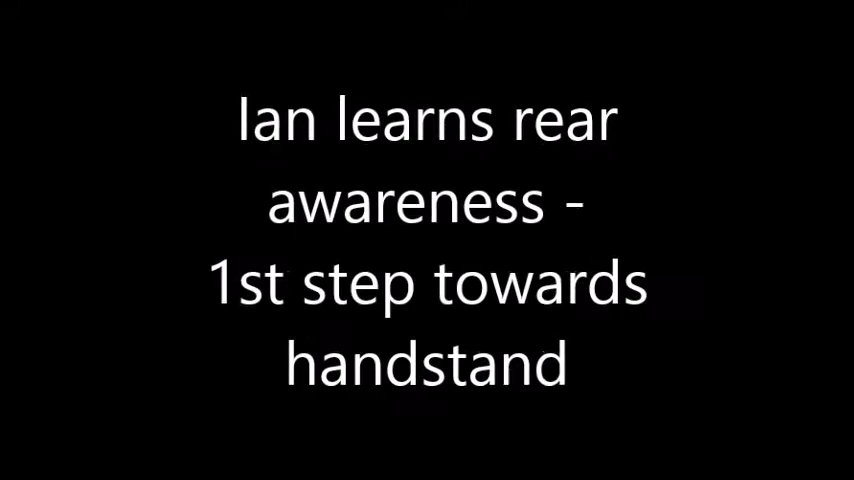 Ian learns rear
awareness -
1st step towards
handstand